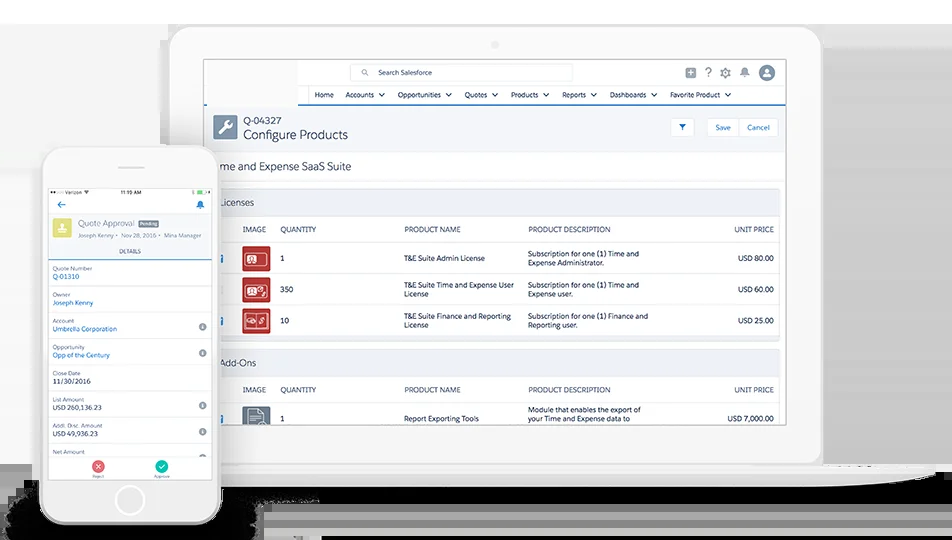 Search Salesforce
Home Accounts Opportunities Quotes Products Reports Dashboards Favorite Product
Q-04327
Configure Products
Save Cancel
me and Expense SaaS Suite
Licenses
IMAGE QUANTITY PRODUCT NAME PRODUCT DESCRIPTION UNIT PRICE
1 T&E Suite Admin License Subscription for one (1) Time and
Expense Administrator. USD 80.00
350 T&E Suite Time and Expense User
License Subscription for one (1) Time and
Expense user. USD 60.00
10 T&E Suite Finance and Reporting
License Subscription for one (1) Finance and
Reporting user. USD 25.00
Add-Ons
IMAGE QUANTITY PRODUCT NAME PRODUCT DESCRIPTION UNIT PRICE
1 Report Exporting Tools Module that enables the export of
your Time and Expense data to USD 7,000.00
Verizon 11:15 AM
Quote Approval Pending
Joseph Kenny • Nov 28, 2016 • Mina Manager
DETAILS
Quote Number
Q-01310
Owner
Joseph Kenny
Account
Umbrella Corporation
Opportunity
Opp of the Century
Close Date
11/30/2016
List Amount
USD 260,136.23
Addl. Disc. Amount
USD 49,936.23
Net Amount
Reject Approve